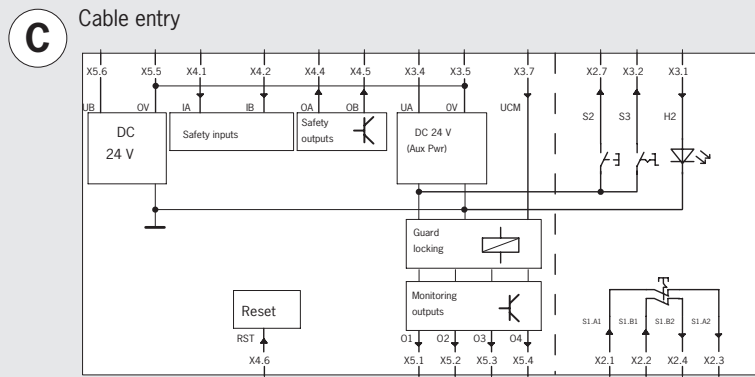 C
Cable entry
X5.6 X5.5 X4.1 X4.2 X4.4 X4.5 X3.4 X3.5 X3.7 X2.7 X3.2 X3.1
UB 0V IA IB OA OB UA 0V UCM S2 S3 H2
DC
24 V
Safety inputs
Safety
outputs
DC 24 V
(Aux Pwr)
Guard
locking
Monitoring
outputs
Reset
RST
X4.6
O1 O2 O3 O4
X5.1 X5.2 X5.3 X5.4
S1.A1 S1.B1 S1.B2 S1.A2
X2.1 X2.2 X2.4 X2.3